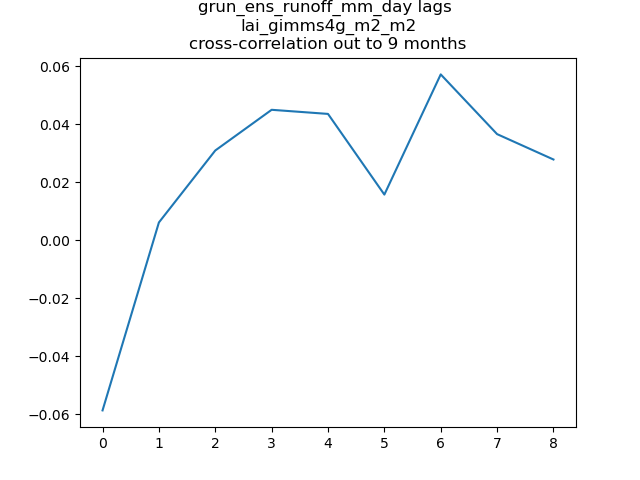 grun_ens_runoff_mm_day lags
lai_gimms4g_m2_m2
cross-correlation out to 9 months
0.06
0.04
0.02
0.00
−0.02
−0.04
−0.06
0 1 2 3 4 5 6 7 8